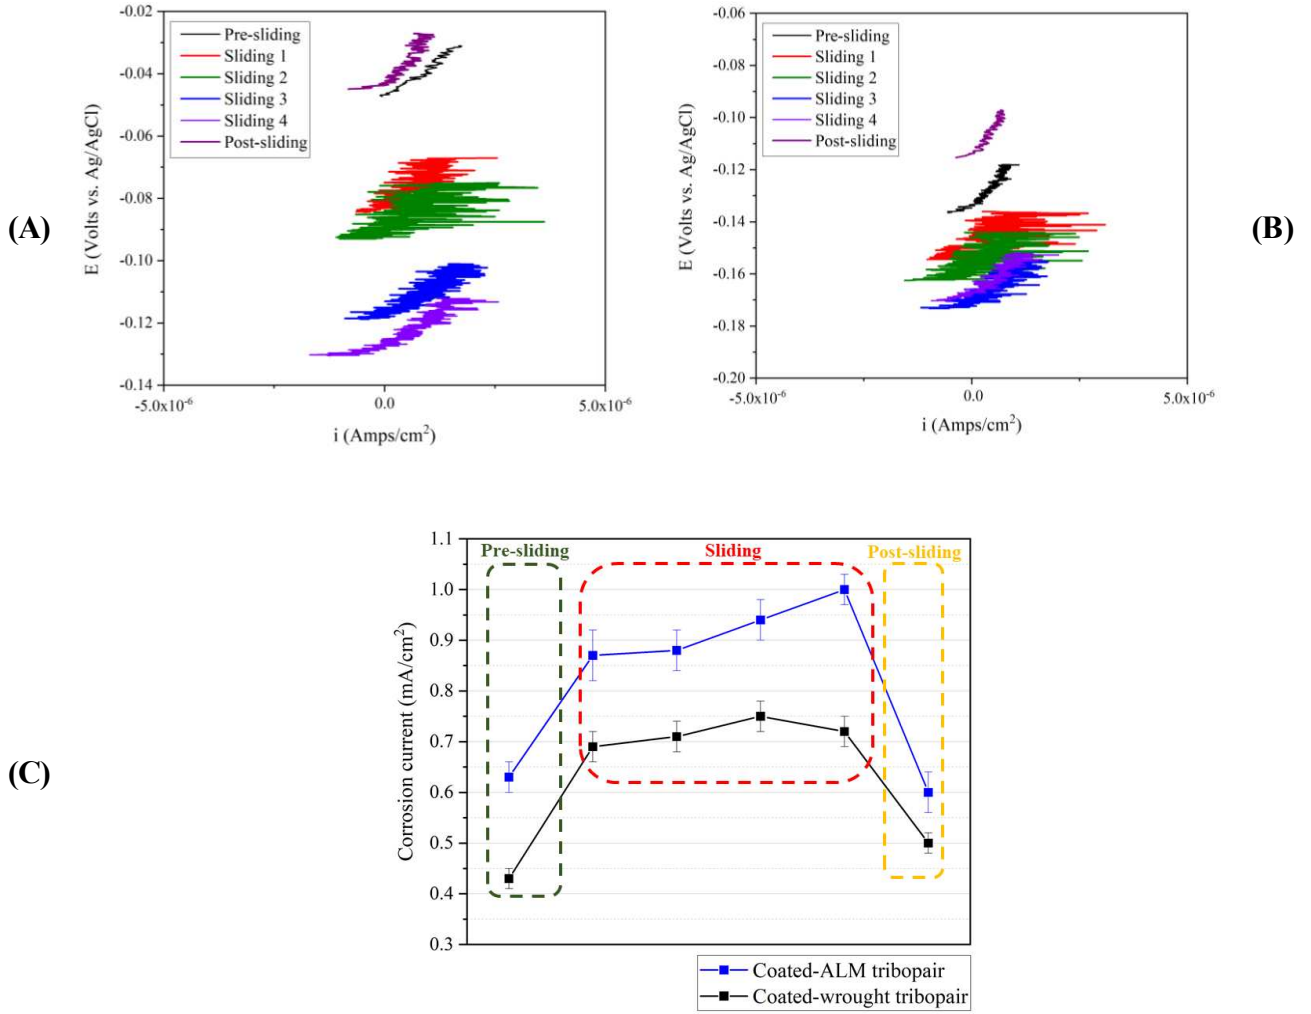 (A)
-0.02
-0.04
-0.06
-0.08
-0.10
-0.12
-0.14
E (Volts vs. Ag/AgCl)
Pre-sliding
Sliding 1
Sliding 2
Sliding 3
Sliding 4
Post-sliding
-5.0x10⁻⁶ 0.0 5.0x10⁻⁶
i (Amps/cm²)
(B)
-0.06
-0.08
-0.10
-0.12
-0.14
-0.16
-0.18
-0.20
E (Volts vs. Ag/AgCl)
Pre-sliding
Sliding 1
Sliding 2
Sliding 3
Sliding 4
Post-sliding
-5.0x10⁻⁶ 0.0 5.0x10⁻⁶
i (Amps/cm²)
(C)
1.1
1.0
0.9
0.8
0.7
0.6
0.5
0.4
0.3
Corrosion current (mA/cm²)
Pre-sliding Sliding Post-sliding
Coated-ALM tribopair
Coated-wrought tribopair